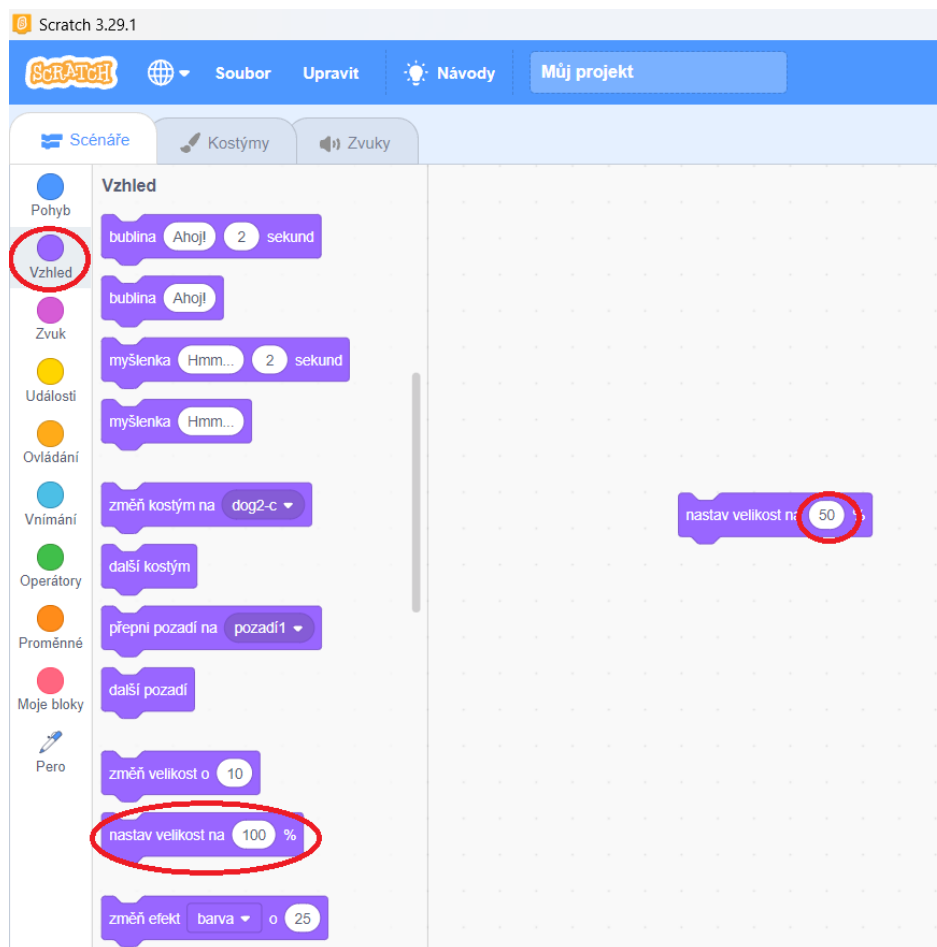 Scratch 3.29.1
SCRATCH Soubor Upravit Návody Můj projekt
Scénáře Kostýmy Zvuky
Pohyb
Vzhled
Zvuk
Události
Ovládání
Vnímání
Operátory
Proměnné
Moje bloky
Pero
Vzhled
bublina Ahoj! 2 sekund
bublina Ahoj!
myšlenka Hmm... 2 sekund
myšlenka Hmm...
změň kostým na dog2-c
další kostým
přepni pozadí na pozadí1
další pozadí
změň velikost o 10
nastav velikost na 100 %
změň efekt barva o 25
nastav velikost na 50 %